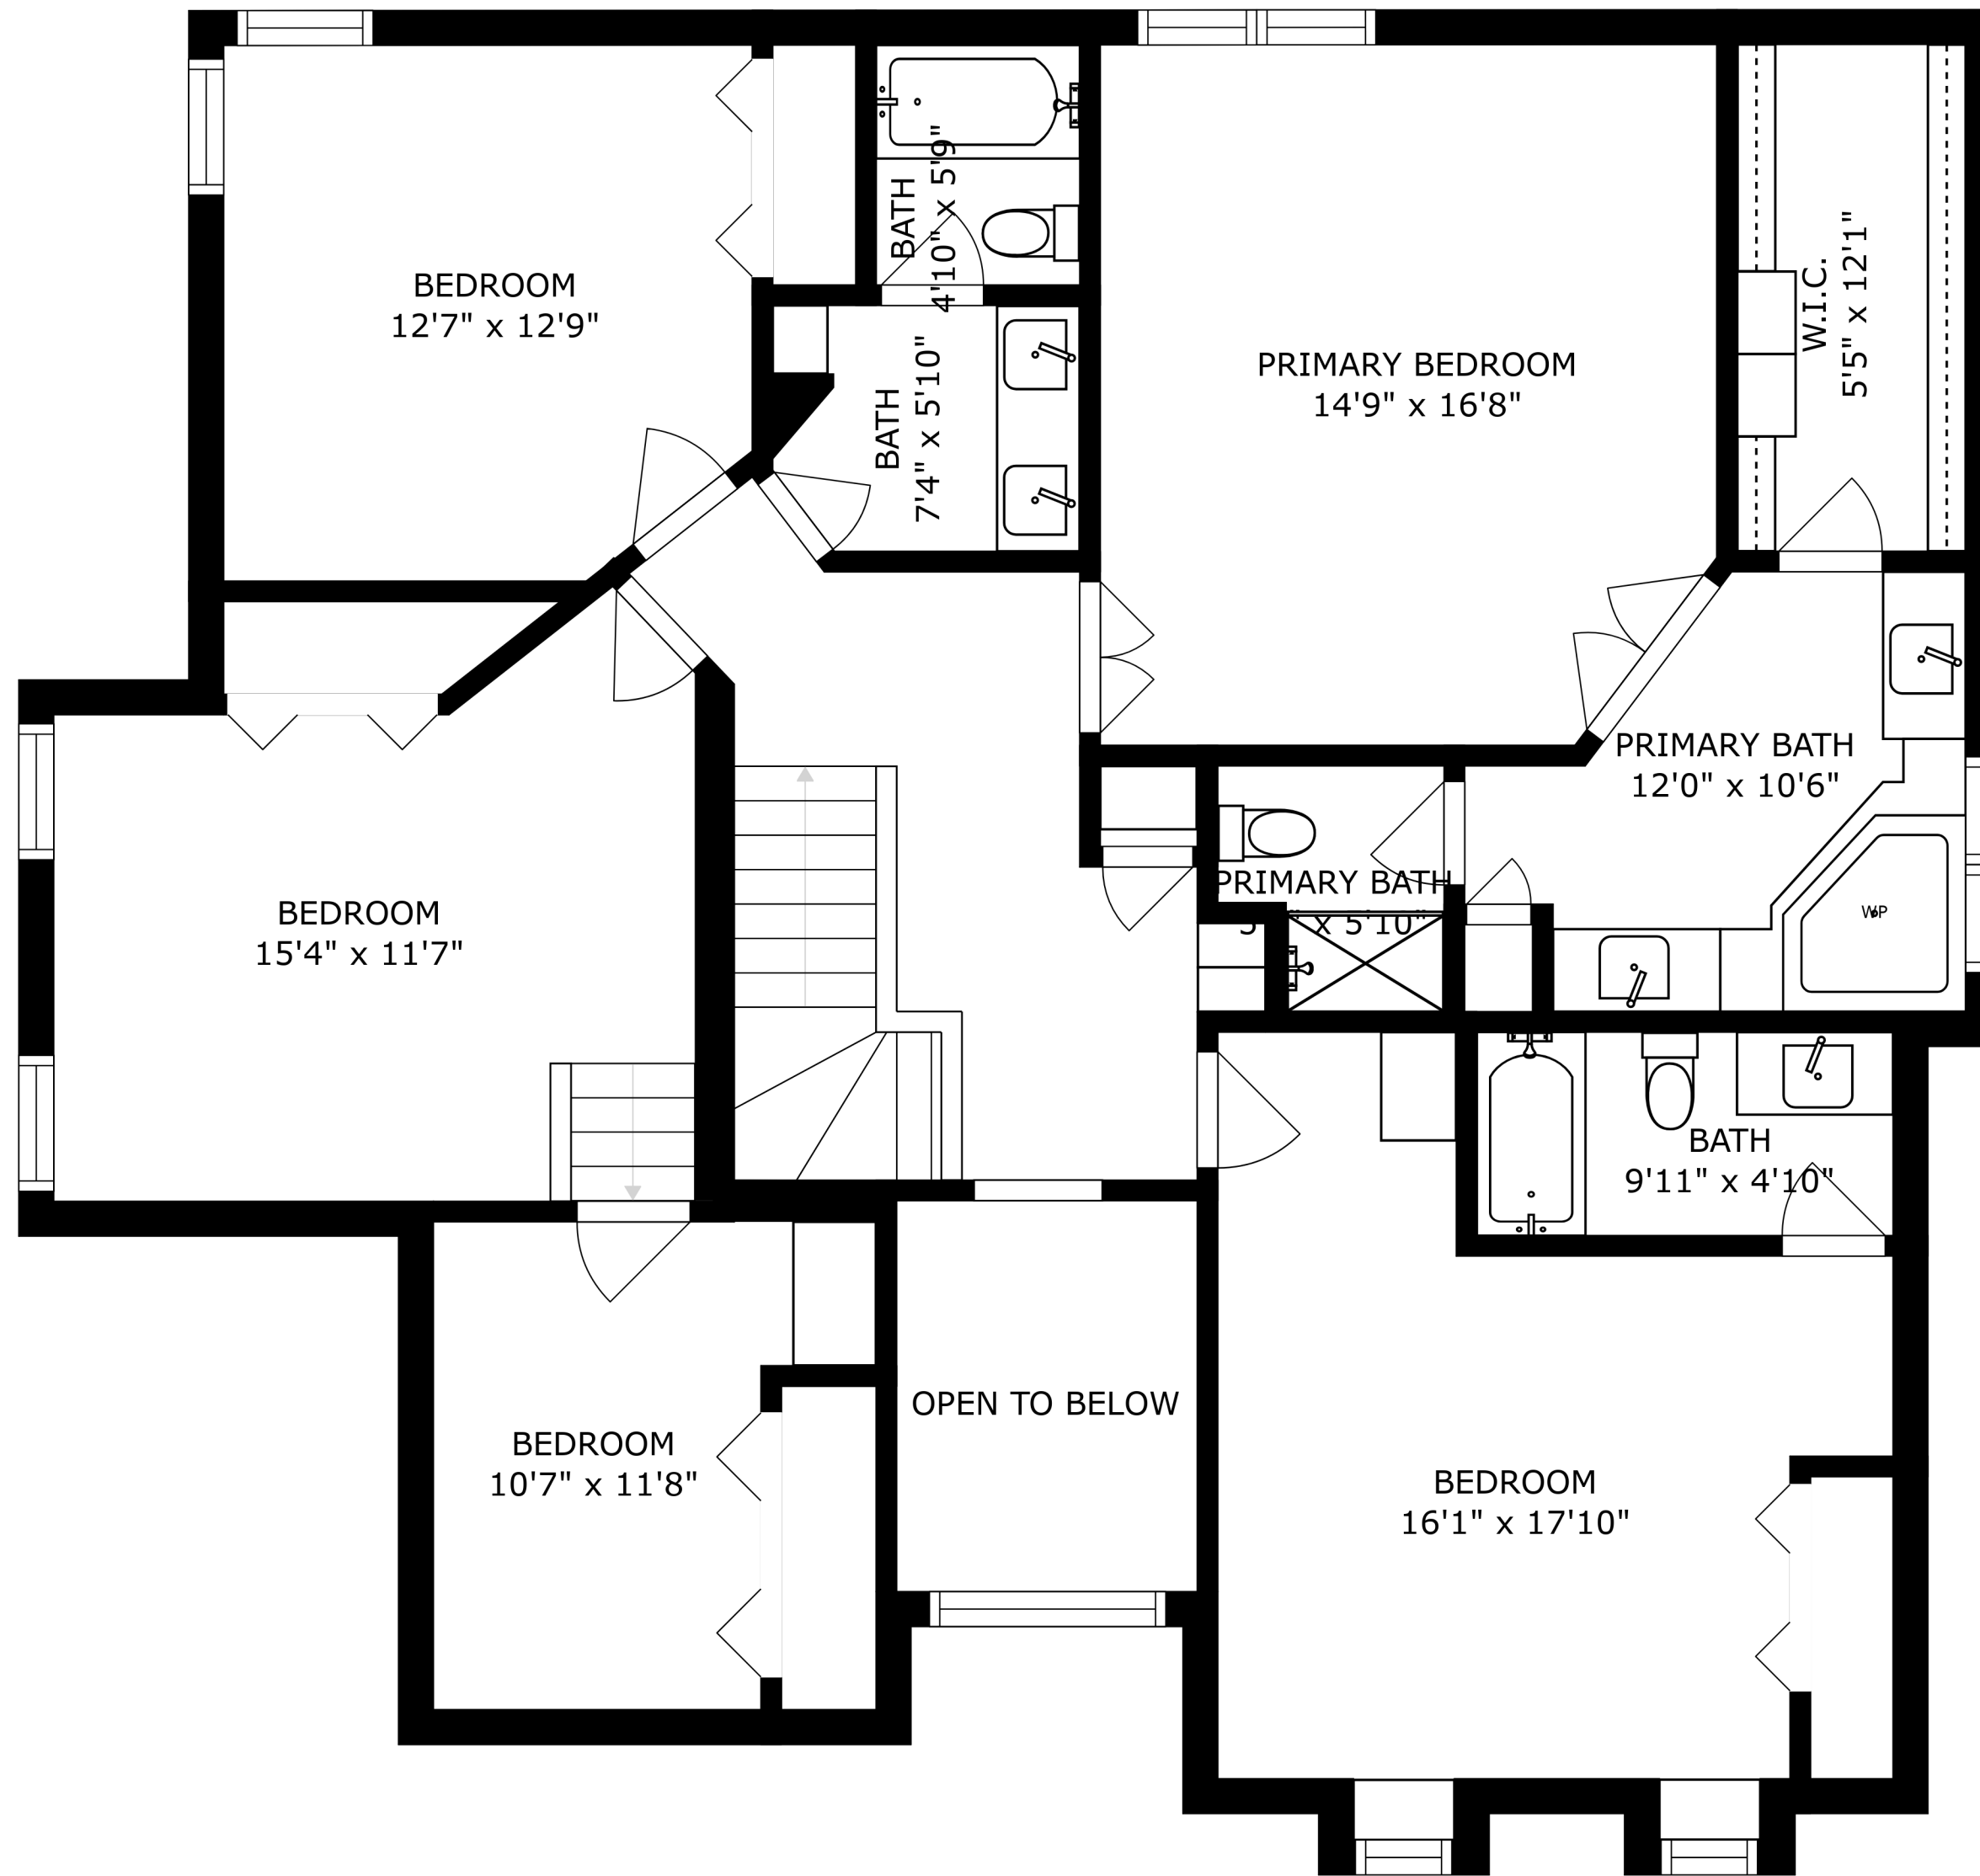 BEDROOM
12'7" x 12'9"
BATH
4'10" x 5'9"
BATH
7'4" x 5'10"
PRIMARY BEDROOM
14'9" x 16'8"
W.I.C.
5'5" x 12'1"
PRIMARY BATH
12'0" x 10'6"
PRIMARY BATH
x 5'10"
WP
BEDROOM
15'4" x 11'7"
BATH
9'11" x 4'10"
OPEN TO BELOW
BEDROOM
10'7" x 11'8"
BEDROOM
16'1" x 17'10"